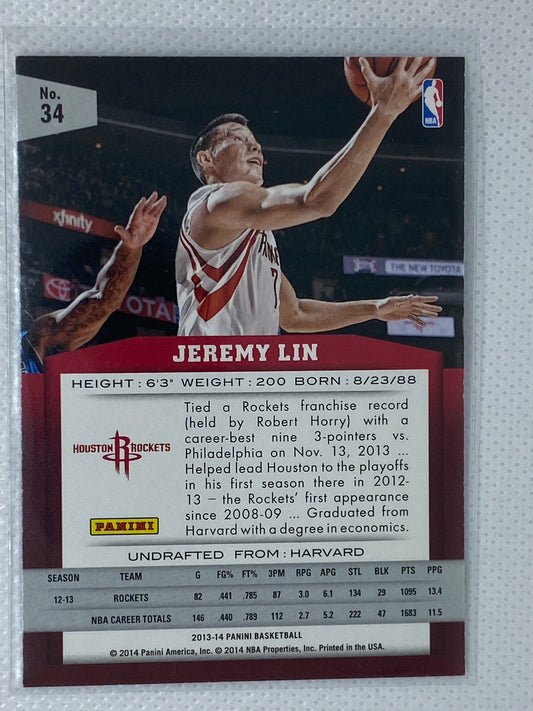 No.
34
NBA
xfinity
TOYOTA
THE NEW TOYOTA
7
JEREMY LIN
HEIGHT : 6'3" WEIGHT : 200 BORN : 8/23/88
Tied a Rockets franchise record
(held by Robert Horry) with a
career-best nine 3-pointers vs.
Philadelphia on Nov. 13, 2013 ...
Helped lead Houston to the playoffs
in his first season there in 2012-
13 – the Rockets' first appearance
since 2008-09 ... Graduated from
Harvard with a degree in economics.
HOUSTON ROCKETS
PANINI
UNDRAFTED FROM : HARVARD
SEASON TEAM G FG% FT% 3PM RPG APG STL BLK PTS PPG
12-13 ROCKETS 82 .441 .785 87 3.0 6.1 134 29 1095 13.4
NBA CAREER TOTALS 146 .440 .789 112 2.7 5.2 222 47 1683 11.5
2013-14 PANINI BASKETBALL
© 2014 Panini America, Inc. © 2014 NBA Properties, Inc. Printed in the USA.